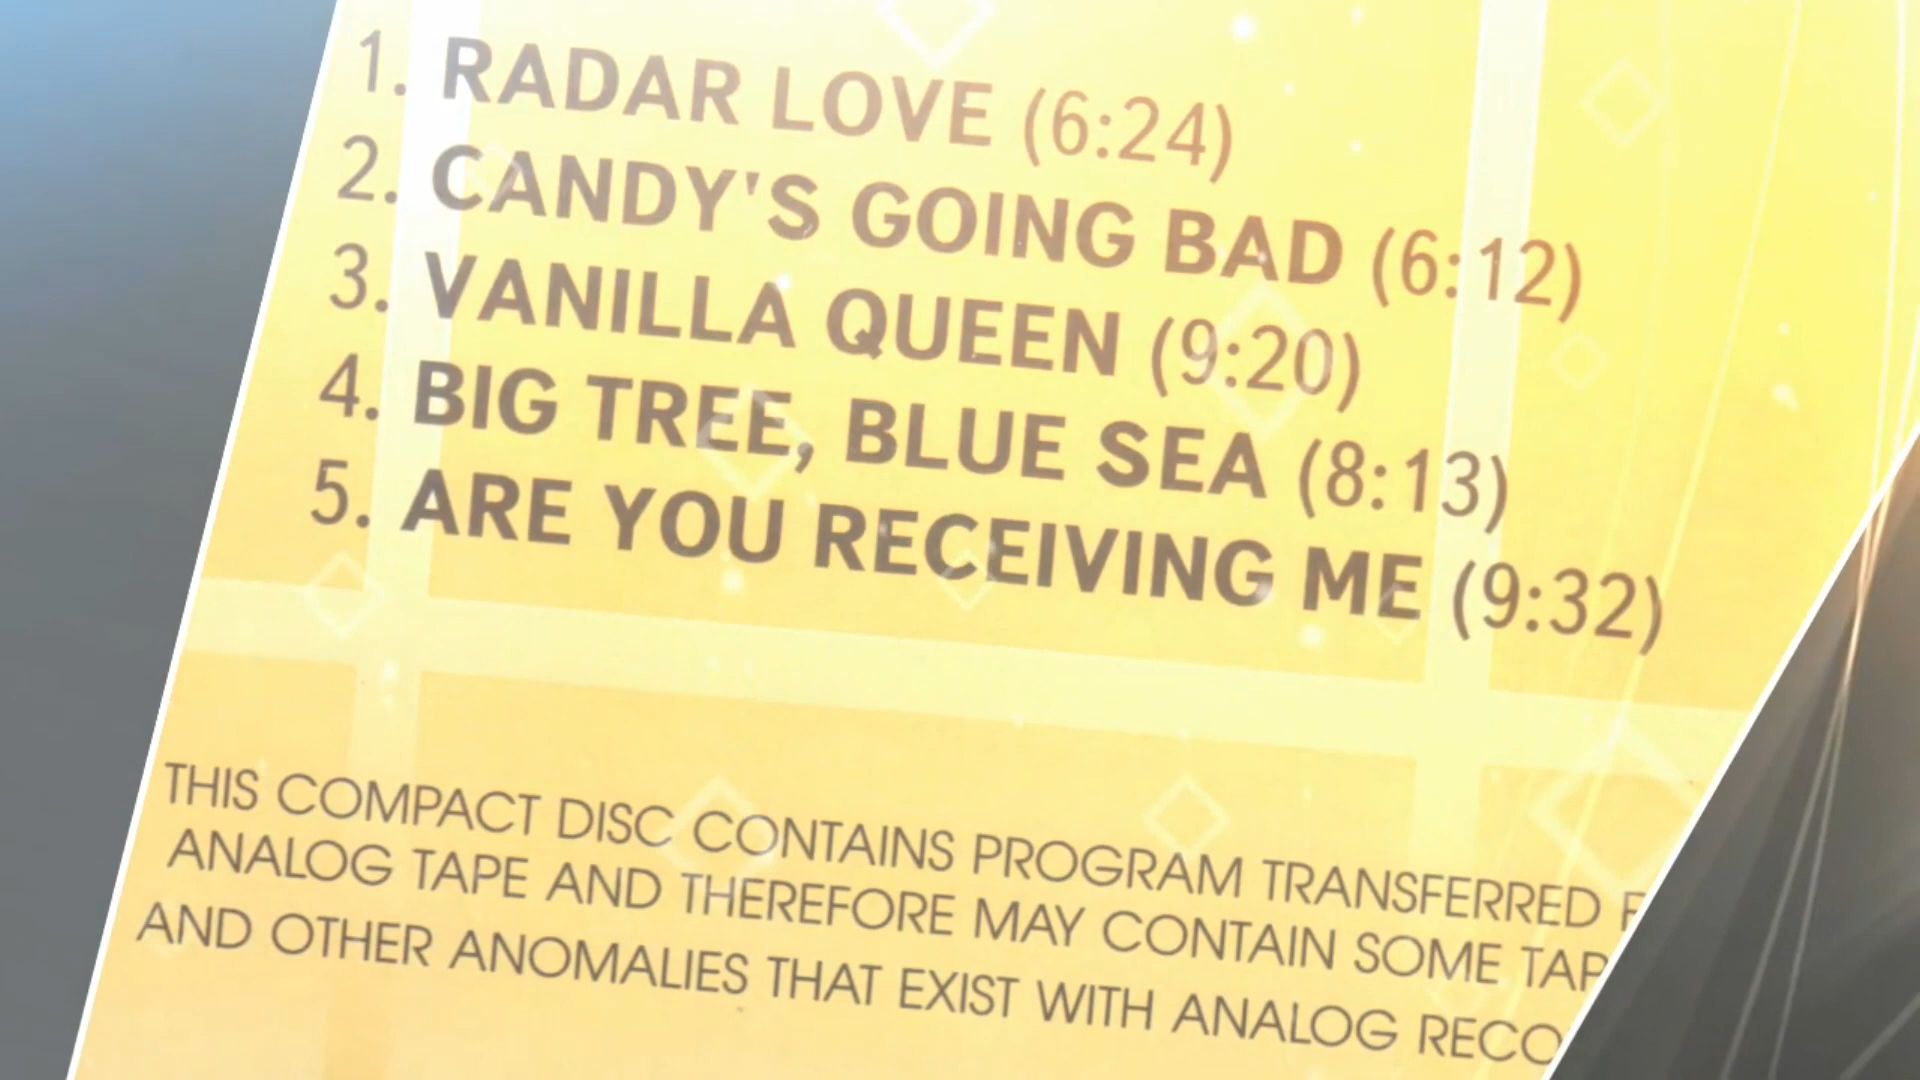 1. RADAR LOVE (6:24)
2. CANDY'S GOING BAD (6:12)
3. VANILLA QUEEN (9:20)
4. BIG TREE, BLUE SEA (8:13)
5. ARE YOU RECEIVING ME (9:32)
THIS COMPACT DISC CONTAINS PROGRAM TRANSFERRED
ANALOG TAPE AND THEREFORE MAY CONTAIN SOME
AND OTHER ANOMALIES THAT EXIST WITH ANALOG